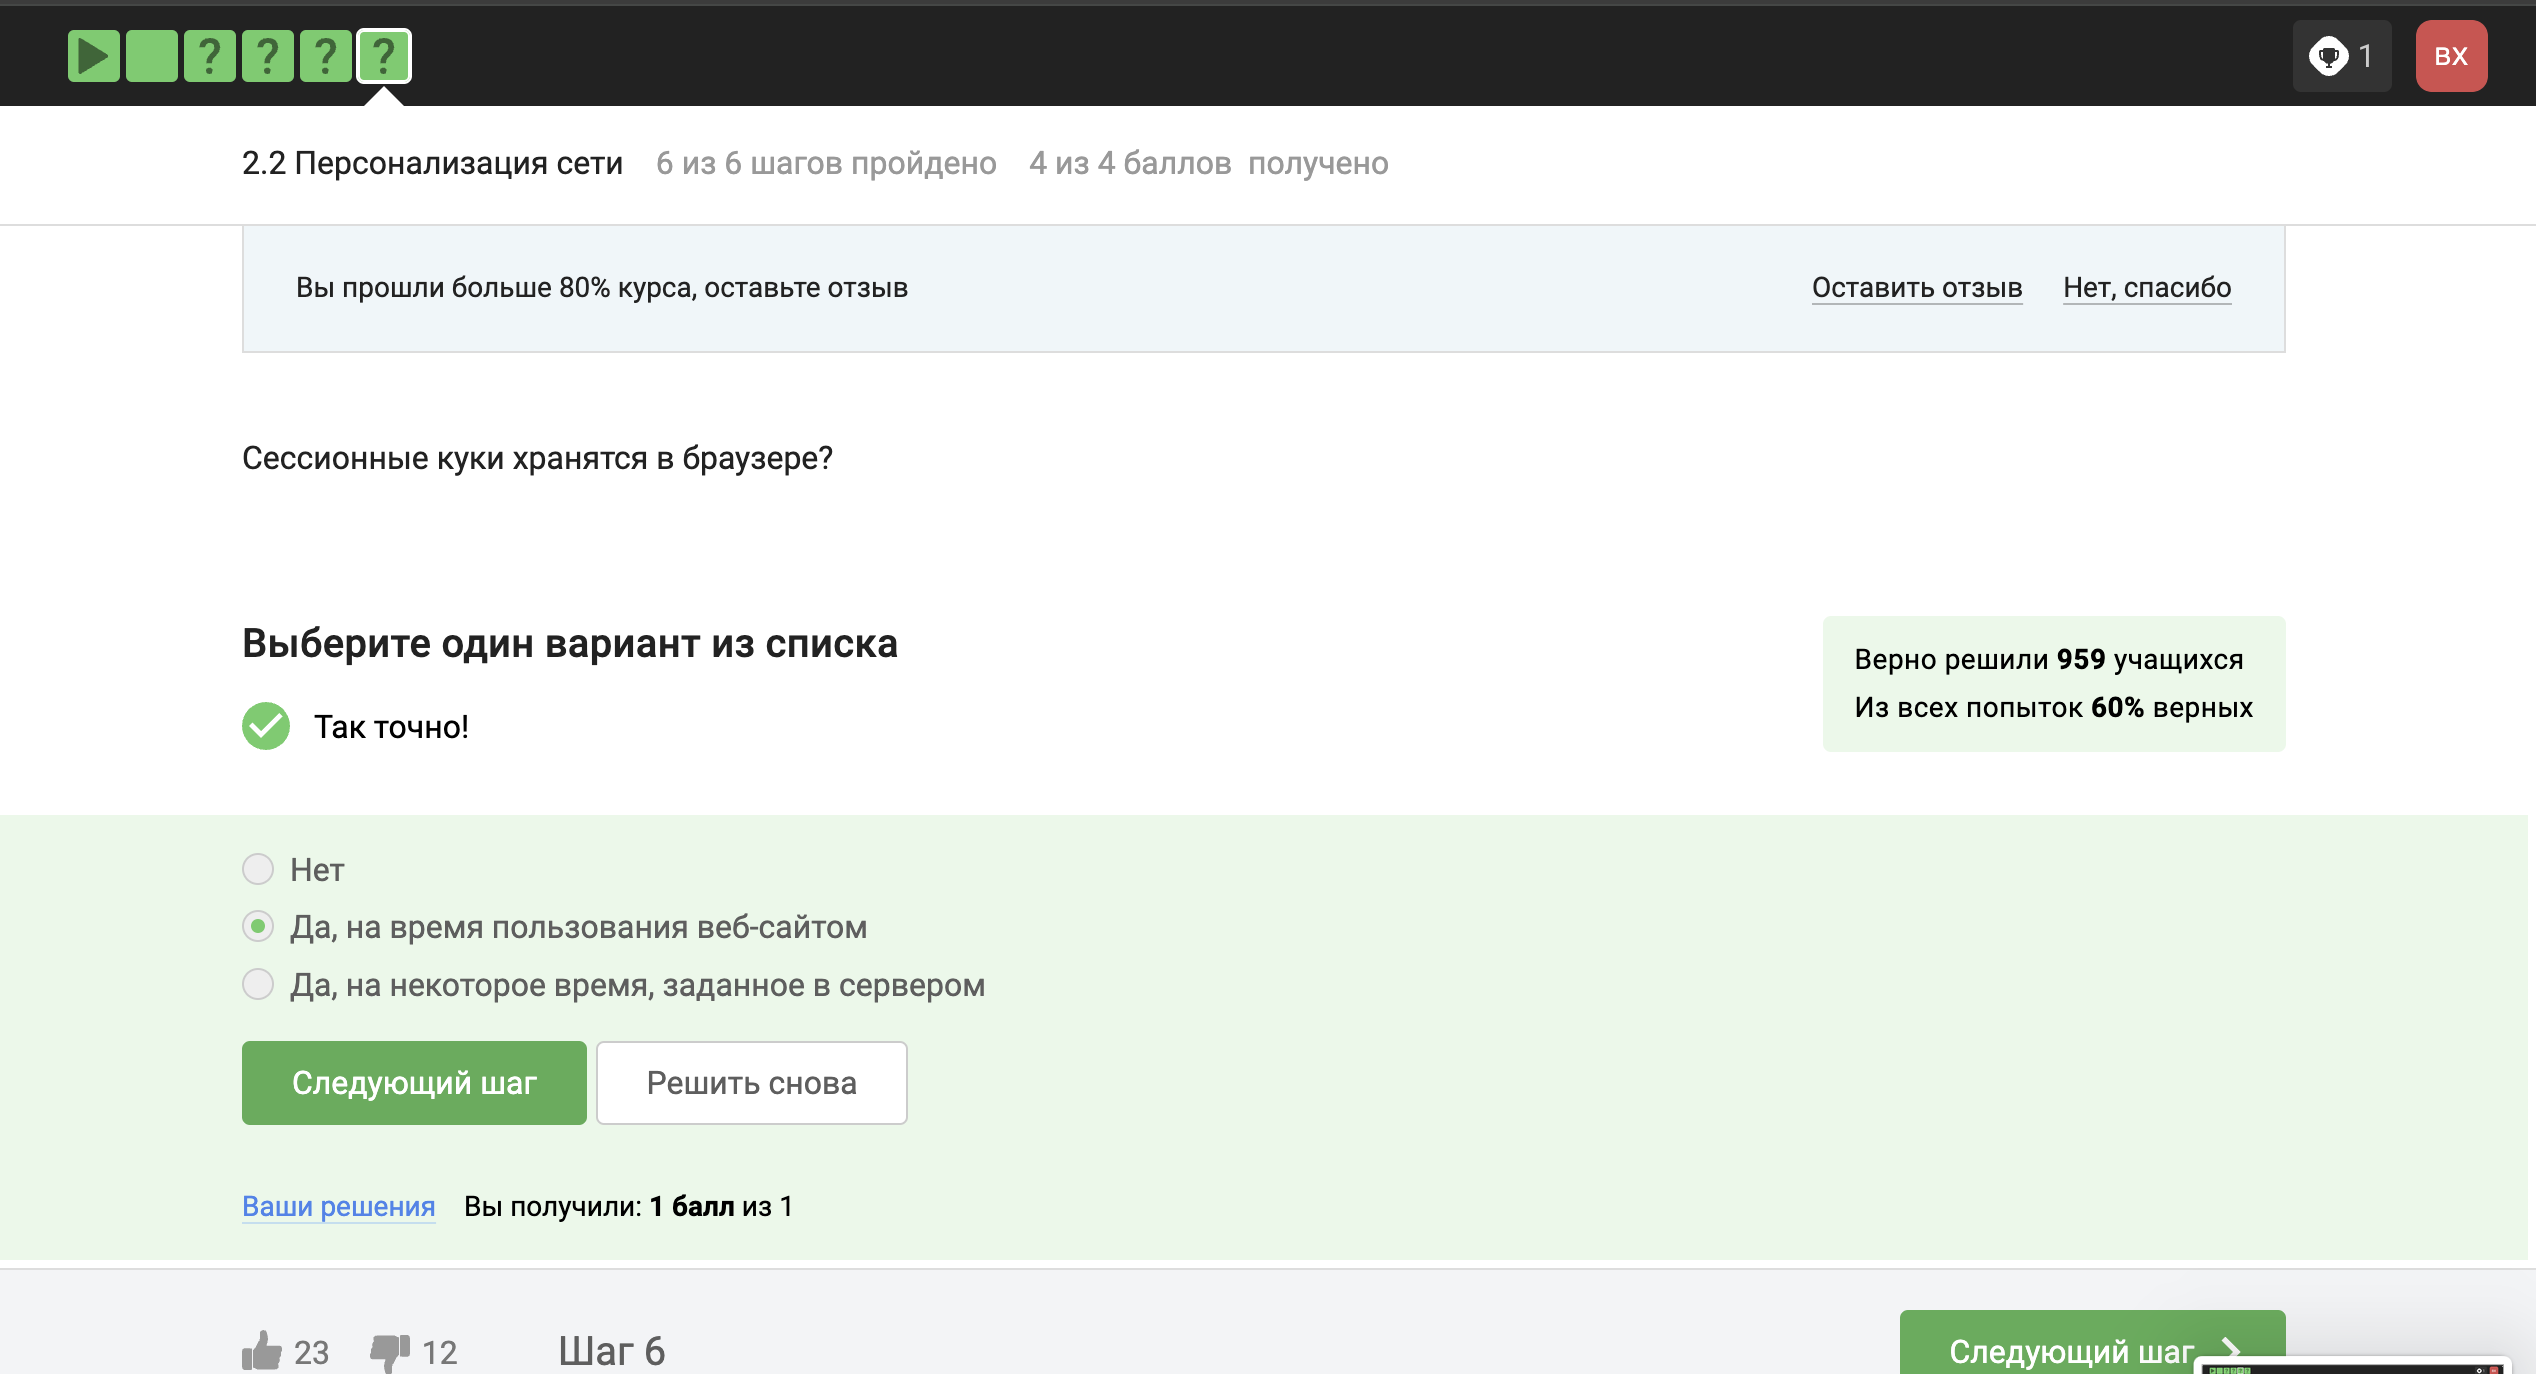 ? ? ? ?
1
ВХ
2.2 Персонализация сети 6 из 6 шагов пройдено 4 из 4 баллов получено
Вы прошли больше 80% курса, оставьте отзыв
Оставить отзыв Нет, спасибо
Сессионные куки хранятся в браузере?
Выберите один вариант из списка
Так точно!
Верно решили 959 учащихся
Из всех попыток 60% верных
Нет
Да, на время пользования веб-сайтом
Да, на некоторое время, заданное в сервером
Следующий шаг
Решить снова
Ваши решения Вы получили: 1 балл из 1
23 12 Шаг 6
Следующий шаг